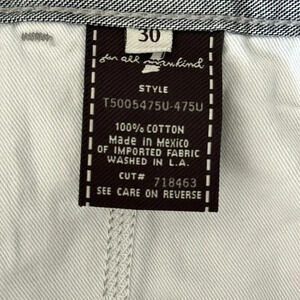 30
for all mankind
STYLE
T5005475U-475U
100% COTTON
Made in Mexico
OF IMPORTED FABRIC
WASHED IN L.A.
CUT# 718463
SEE CARE ON REVERSE